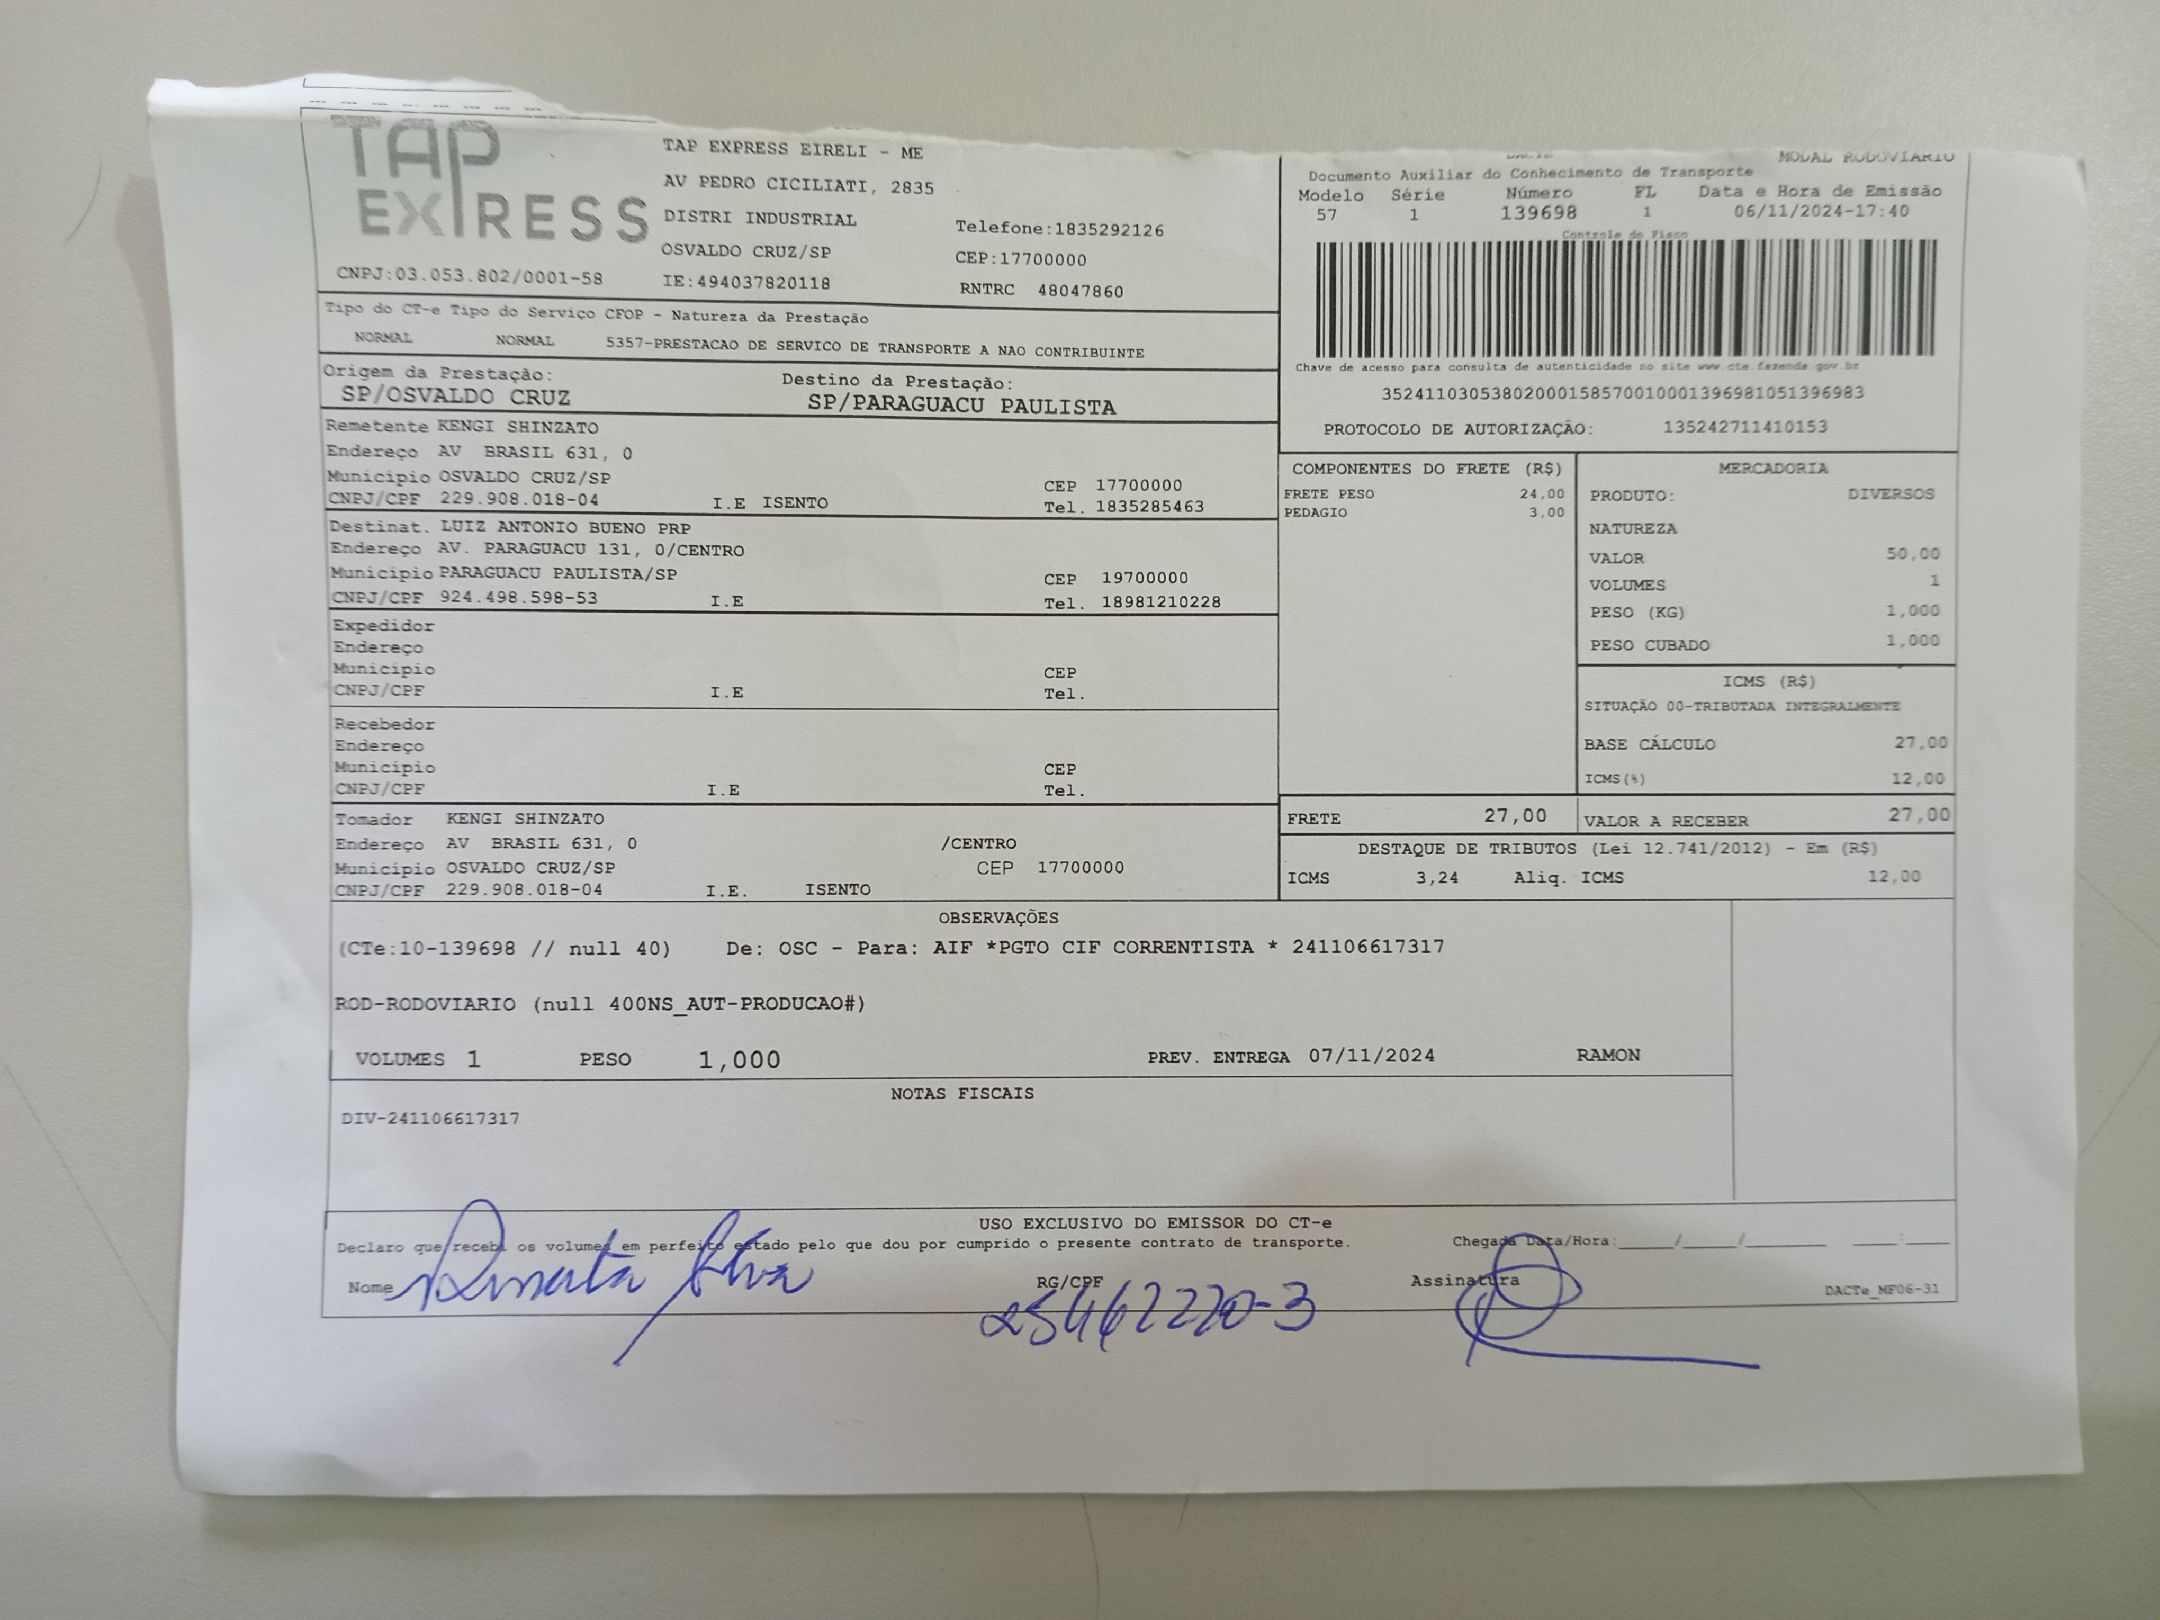 TAP EXPRESS
TAP EXPRESS EIRELI - ME
AV PEDRO CICILIATI, 2835
DISTRI INDUSTRIAL
OSVALDO CRUZ/SP
IE:494037820118
Telefone:1835292126
CEP:17700000
RNTRC 48047860
CNPJ:03.053.802/0001-58
MODAL RODOVIARIO
Documento Auxiliar do Conhecimento de Transporte
Modelo Série Número FL Data e Hora de Emissão
57 1 139698 1 06/11/2024-17:40
Controle do Fisco
Chave de acesso para consulta de autenticidade no site www.cte.fazenda.gov.br
35241103053802000158570010001396981051396983
PROTOCOLO DE AUTORIZAÇÃO: 135242711410153
Tipo do CT-e Tipo do Serviço CFOP - Natureza da Prestação
NORMAL NORMAL 5357-PRESTACAO DE SERVICO DE TRANSPORTE A NAO CONTRIBUINTE
Origem da Prestação: Destino da Prestação:
SP/OSVALDO CRUZ SP/PARAGUACU PAULISTA
Remetente KENGI SHINZATO
Endereço AV BRASIL 631, 0
Município OSVALDO CRUZ/SP CEP 17700000
CNPJ/CPF 229.908.018-04 I.E ISENTO Tel. 1835285463
Destinat. LUIZ ANTONIO BUENO PRP
Endereço AV. PARAGUACU 131, 0/CENTRO
Município PARAGUACU PAULISTA/SP CEP 19700000
CNPJ/CPF 924.498.598-53 I.E Tel. 18981210228
Expedidor
Endereço
Município CEP
CNPJ/CPF I.E Tel.
Recebedor
Endereço
Município CEP
CNPJ/CPF I.E Tel.
Tomador KENGI SHINZATO
Endereço AV BRASIL 631, 0 /CENTRO
Município OSVALDO CRUZ/SP CEP 17700000
CNPJ/CPF 229.908.018-04 I.E. ISENTO
COMPONENTES DO FRETE (R$)
FRETE PESO 24,00
PEDAGIO 3,00
MERCADORIA
PRODUTO: DIVERSOS
NATUREZA
VALOR 50,00
VOLUMES 1
PESO (KG) 1,000
PESO CUBADO 1,000
ICMS (R$)
SITUAÇÃO 00-TRIBUTADA INTEGRALMENTE
BASE CÁLCULO 27,00
ICMS(%) 12,00
FRETE 27,00 VALOR A RECEBER 27,00
DESTAQUE DE TRIBUTOS (Lei 12.741/2012) - Em (R$)
ICMS 3,24 Aliq. ICMS 12,00
OBSERVAÇÕES
(CTe:10-139698 // null 40) De: OSC - Para: AIF *PGTO CIF CORRENTISTA * 241106617317
ROD-RODOVIARIO (null 400NS_AUT-PRODUCAO#)
VOLUMES 1 PESO 1,000 PREV. ENTREGA 07/11/2024 RAMON
NOTAS FISCAIS
DIV-241106617317
USO EXCLUSIVO DO EMISSOR DO CT-e
Declaro que recebi os volumes em perfeito estado pelo que dou por cumprido o presente contrato de transporte. Chegada Data/Hora:_____/_____/________ ____:____
Nome Renata Silva RG/CPF 25462220-3 Assinatura
DACTe_MF06-31